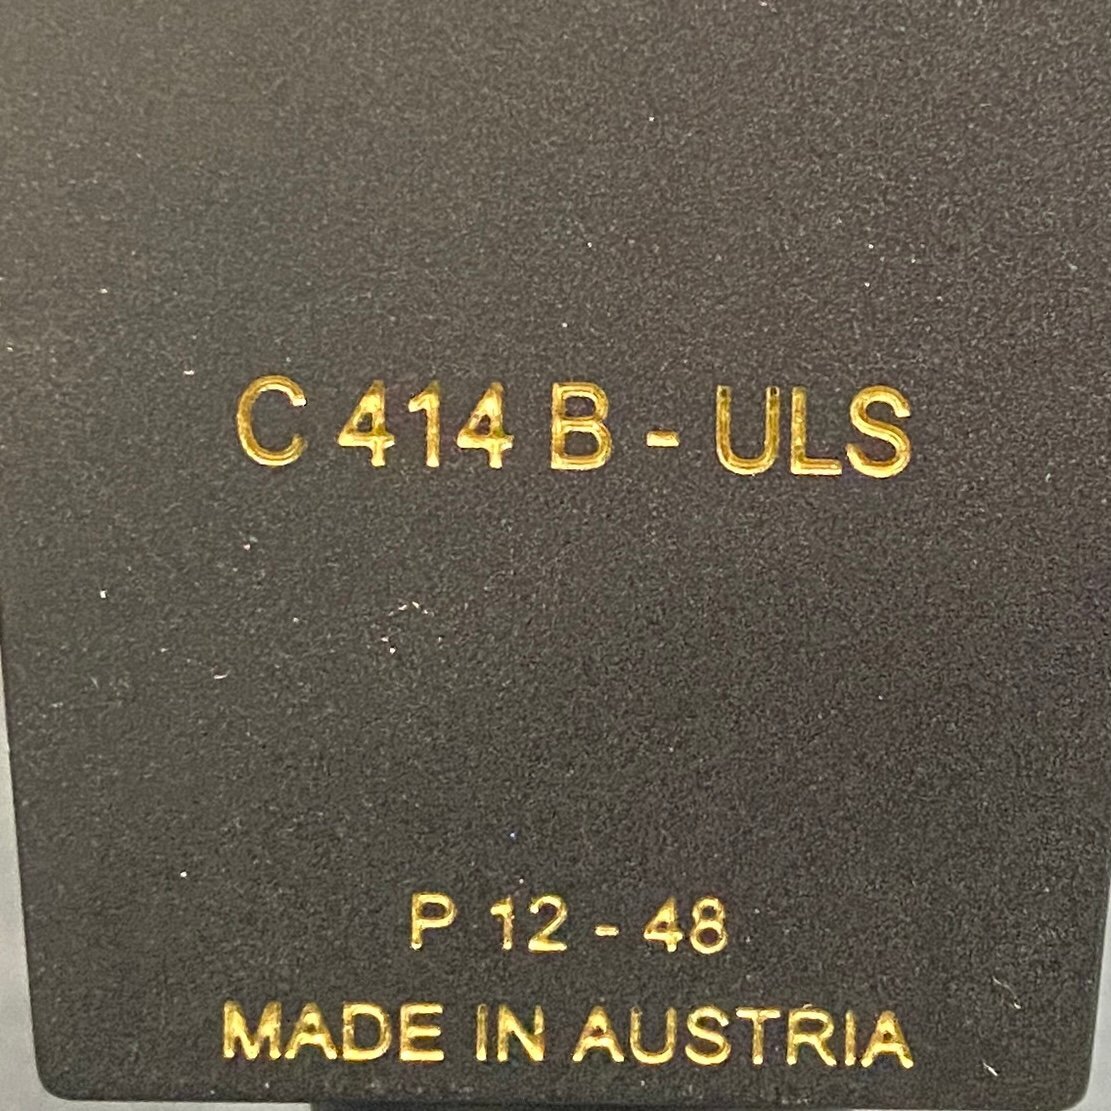 C 414 B - ULS
P 12 - 48
MADE IN AUSTRIA